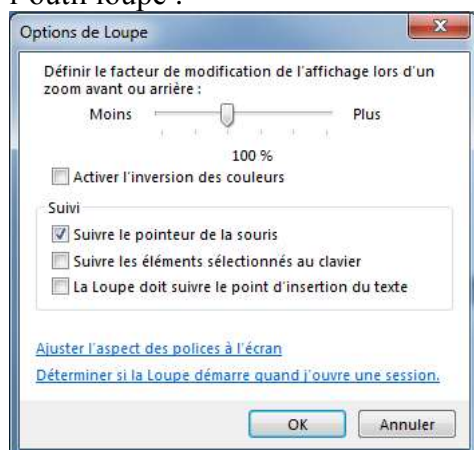 l'outil loupe :
Options de Loupe
Définir le facteur de modification de l'affichage lors d'un
zoom avant ou arrière :
Moins Plus
100 %
Activer l'inversion des couleurs
Suivi
Suivre le pointeur de la souris
Suivre les éléments sélectionnés au clavier
La Loupe doit suivre le point d'insertion du texte
Ajuster l'aspect des polices à l'écran
Déterminer si la Loupe démarre quand j'ouvre une session.
OK Annuler